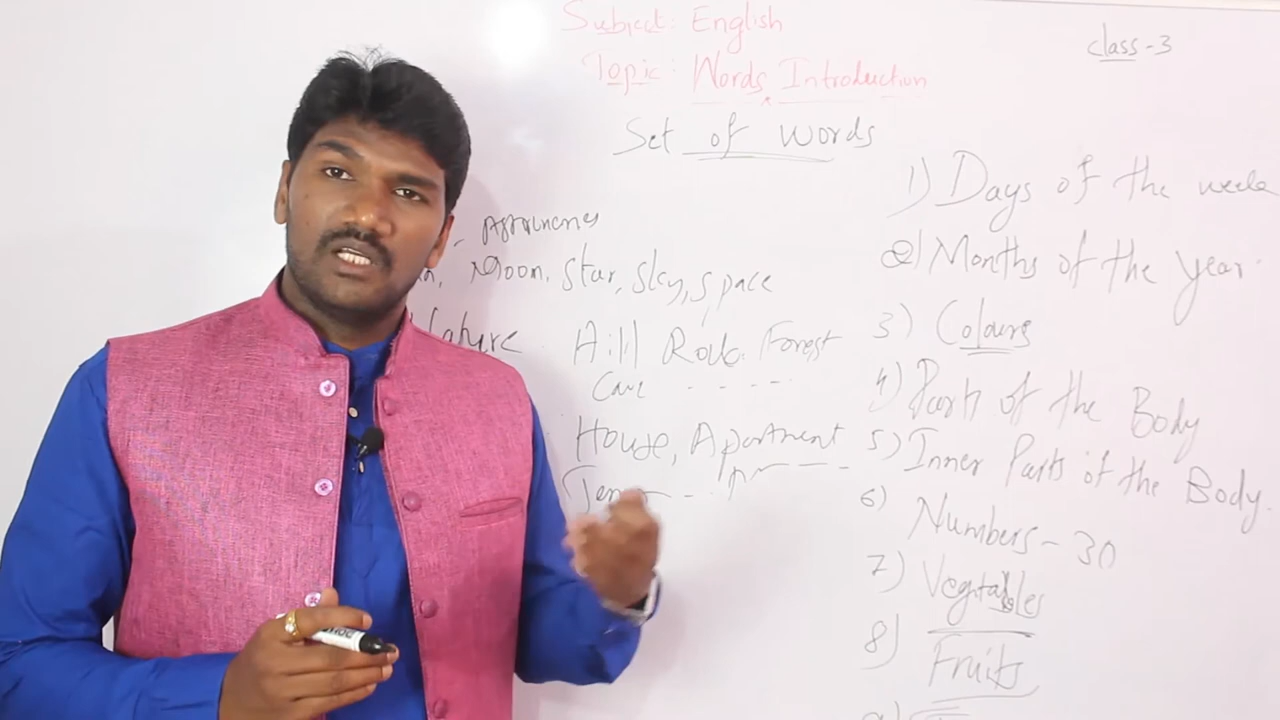 Subject: English
class-3
Topic: Words Introduction
Set of words
Moon, Star, sky, space
Nature
Hill Rock Forest
Cave - - - - -
House, Apartment
1) Days of the week
2) Months of the year.
3) Colours
4) Parts of the Body
5) Inner Parts of the Body.
6) Numbers - 30
7) Vegtables
8) Fruits
9)